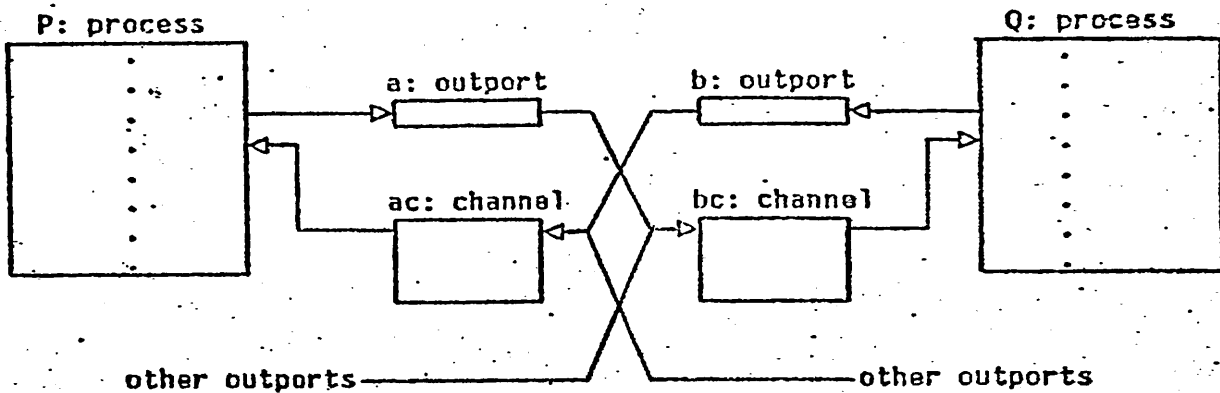 P: process
Q: process
a: outport
b: outport
ac: channel
bc: channel
other outports
other outports